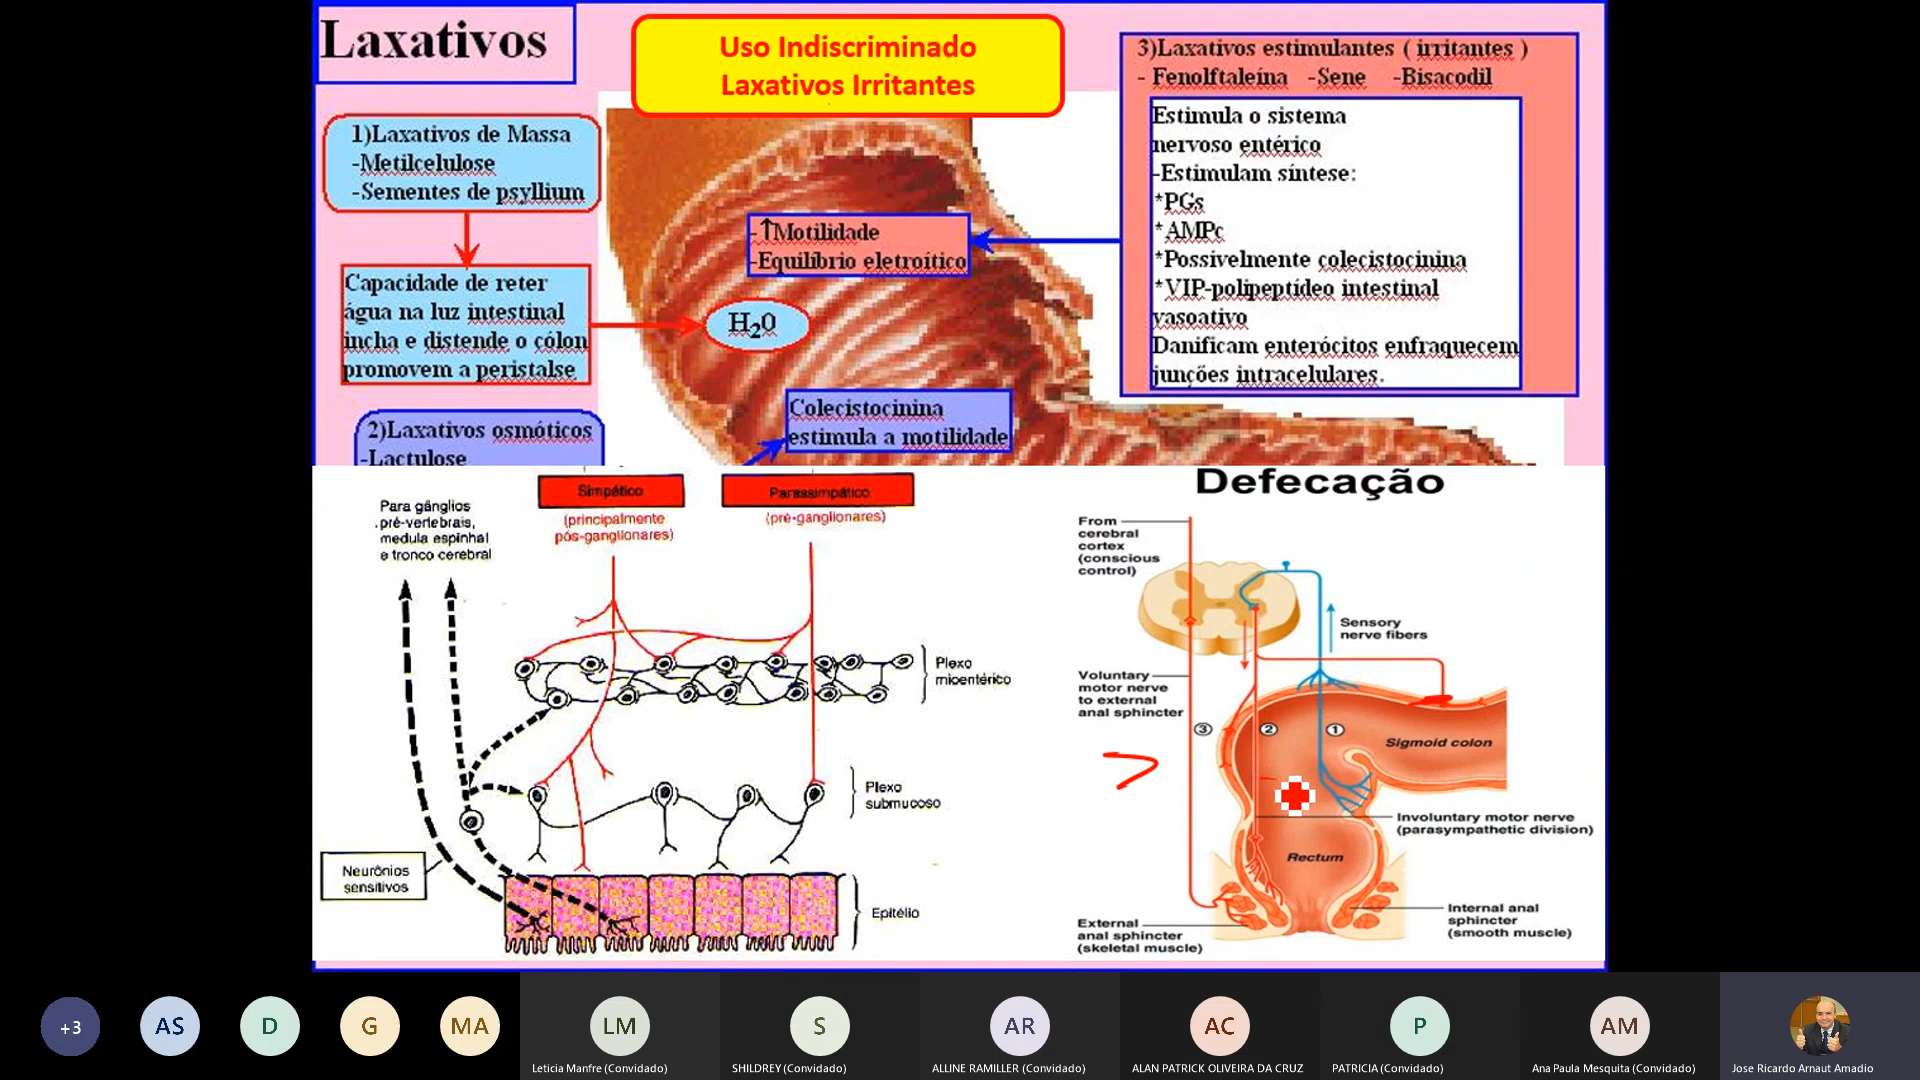 Laxativos
Uso Indiscriminado
Laxativos Irritantes
3)Laxativos estimulantes ( irritantes )
- Fenolftaleína -Sene -Bisacodil
Estimula o sistema
nervoso entérico
-Estimulam síntese:
*PGs
*AMPc
*Possivelmente colecistocinina
*VIP-polipeptídeo intestinal
vasoativo
Danificam enterócitos enfraquecem
junções intracelulares.
1)Laxativos de Massa
-Metilcelulose
-Sementes de psyllium
Capacidade de reter
água na luz intestinal
incha e distende o cólon
promovem a peristalse
-↑Motilidade
-Equilíbrio eletroítico
H₂0
Colecistocinina
estimula a motilidade
2)Laxativos osmóticos
-Lactulose
Para gânglios
pré-vertebrais,
medula espinhal
e tronco cerebral
Simpático
(principalmente
pós-ganglionares)
Parassimpático
(pré-ganglionares)
Plexo
mioentérico
Plexo
submucoso
Neurônios
sensitivos
Epitélio
Defecação
From
cerebral
cortex
(conscious
control)
Sensory
nerve fibers
Voluntary
motor nerve
to external
anal sphincter
3
2
1
Sigmoid colon
Involuntary motor nerve
(parasympathetic division)
Rectum
External
anal sphincter
(skeletal muscle)
Internal anal
sphincter
(smooth muscle)
+3
AS
D
G
MA
LM
S
AR
AC
P
AM
Leticia Manfre (Convidado)
SHILDREY (Convidado)
ALLINE RAMILLER (Convidado)
ALAN PATRICK OLIVEIRA DA CRUZ
PATRICIA (Convidado)
Ana Paula Mesquita (Convidado)
Jose Ricardo Arnaut Amadio